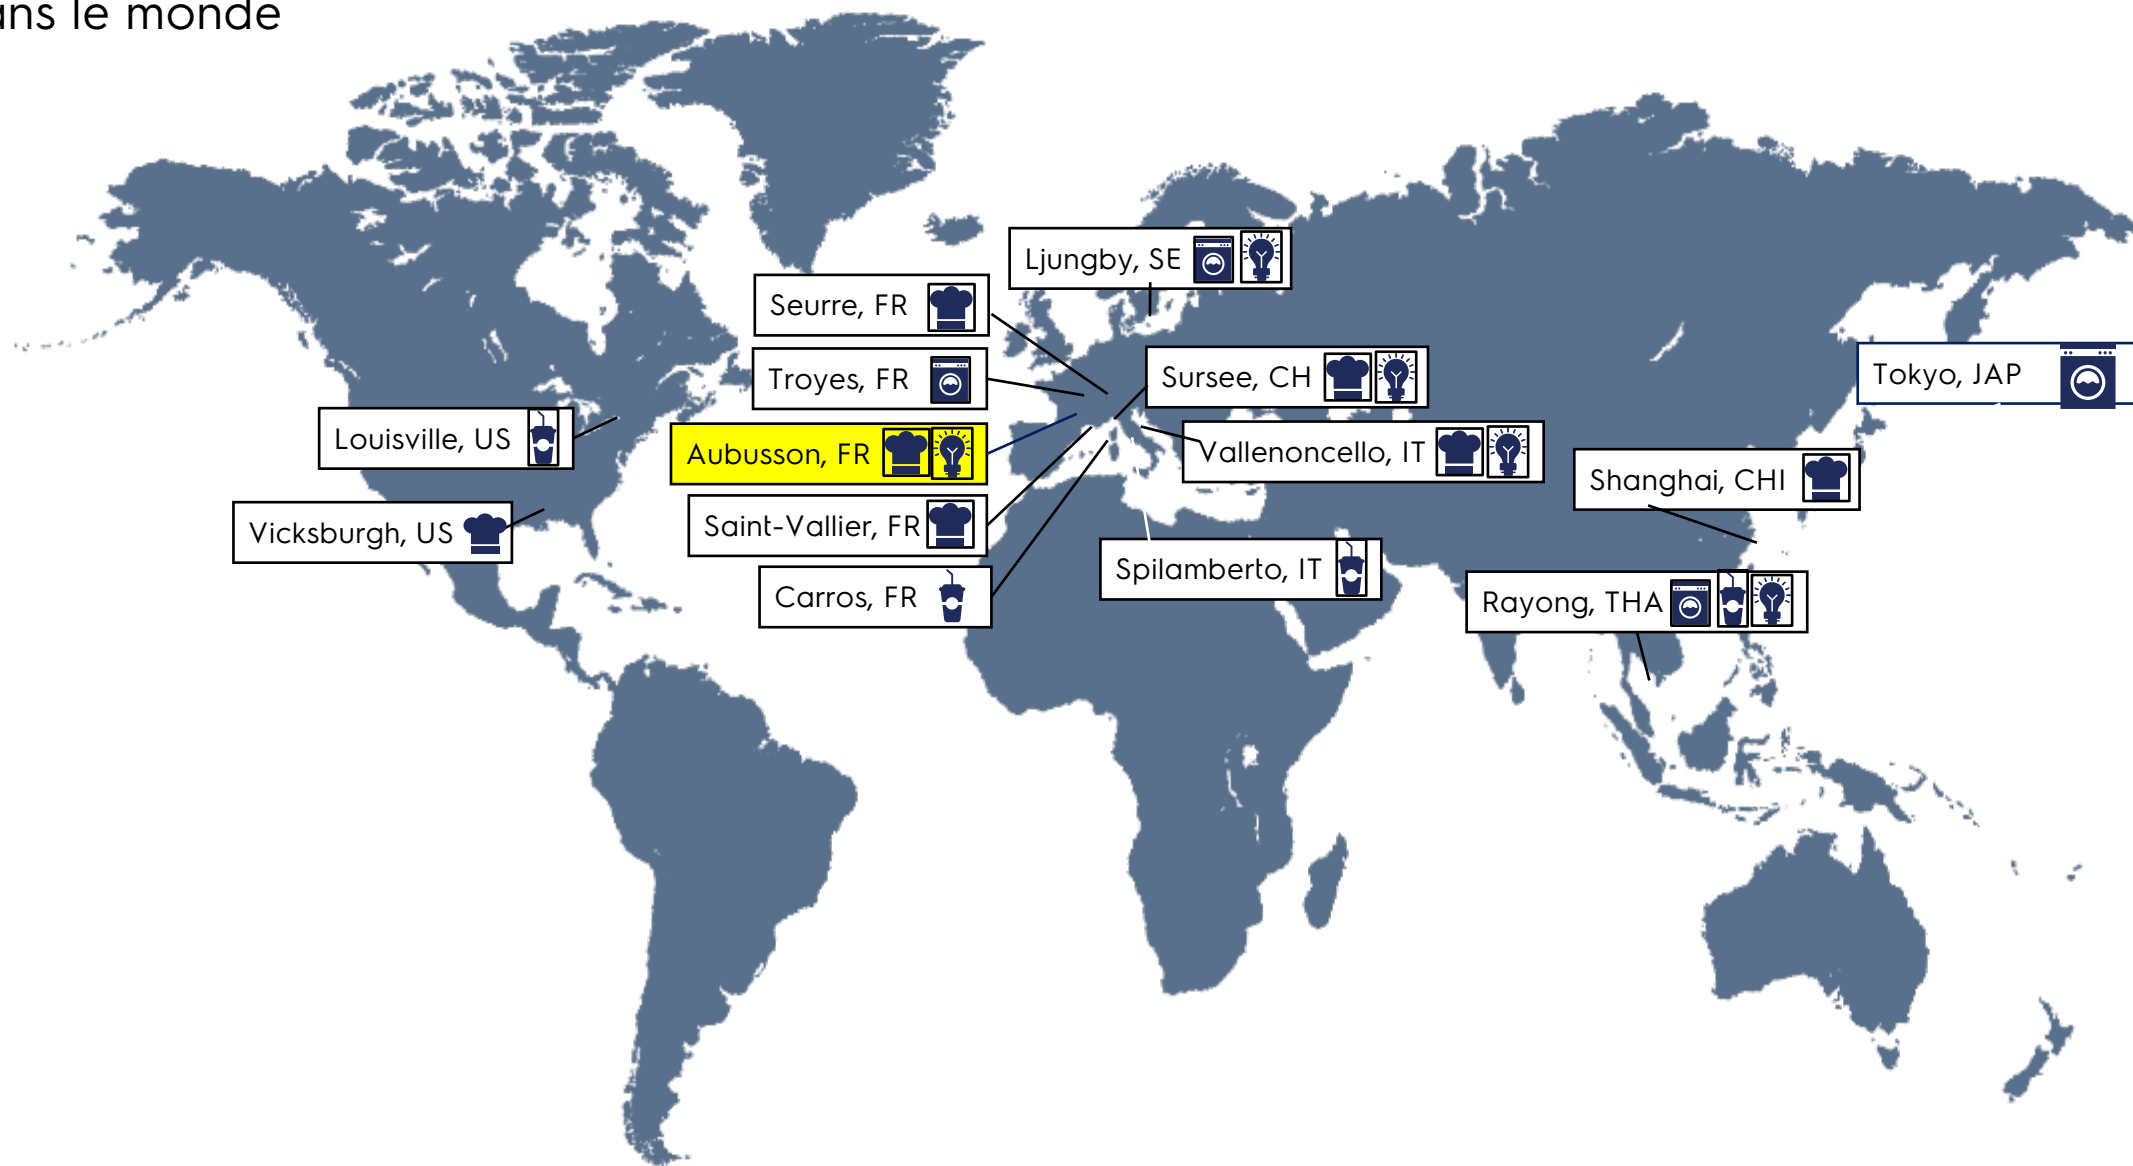 ans le monde
Ljungby, SE
Seurre, FR
Troyes, FR
Sursee, CH
Tokyo, JAP
Louisville, US
Aubusson, FR
Vallenoncello, IT
Shanghai, CHI
Vicksburgh, US
Saint-Vallier, FR
Spilamberto, IT
Carros, FR
Rayong, THA